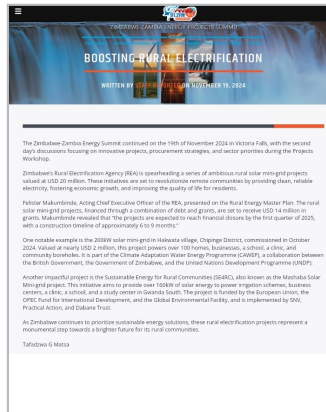 ZIMBABWE-ZAMBIA ENERGY PROJECTS SUMMIT
BOOSTING RURAL ELECTRIFICATION
WRITTEN BY STAFF REPORTER ON NOVEMBER 19, 2024
The Zimbabwe-Zambia Energy Summit continued on the 19th of November 2024 in Victoria Falls, with the second
day's discussions focusing on innovative projects, procurement strategies, and sector priorities during the Projects
Workshop.
Zimbabwe's Rural Electrification Agency (REA) is spearheading a series of ambitious rural solar mini-grid projects
valued at USD 20 million. These initiatives are set to revolutionize remote communities by providing clean, reliable
electricity, fostering economic growth, and improving the quality of life for residents.
Felistar Makumbinde, Acting Chief Executive Officer of the REA, presented on the Rural Energy Master Plan. The rural
solar mini-grid projects, financed through a combination of debt and grants, are set to receive USD 14 million in
grants. Makumbinde revealed that "the projects are expected to reach financial closure by the first quarter of 2025,
with a construction timeline of approximately 6 to 9 months."
One notable example is the 200KW solar mini-grid in Hakwata village, Chipinge District, commissioned in October
2024. Valued at nearly USD 2 million, this project powers over 100 homes, businesses, a school, a clinic, and
community boreholes. It is part of the Climate Adaptation Water Energy Programme (CAWEP), a collaboration between
the British Government, the Government of Zimbabwe, and the United Nations Development Programme (UNDP).
Another impactful project is the Sustainable Energy for Rural Communities (SE4RC), also known as the Mashaba Solar
Mini-grid project. This initiative aims to provide over 160kW of solar energy to power irrigation schemes, business
centers, a clinic, a school, and a study center in Gwanda South. The project is funded by the European Union, the
OPEC Fund for International Development, and the Global Environmental Facility, and is implemented by SNV,
Practical Action, and Dabane Trust.
As Zimbabwe continues to prioritize sustainable energy solutions, these rural electrification projects represent a
monumental step towards a brighter future for its rural communities.
Tafadzwa G Matsa